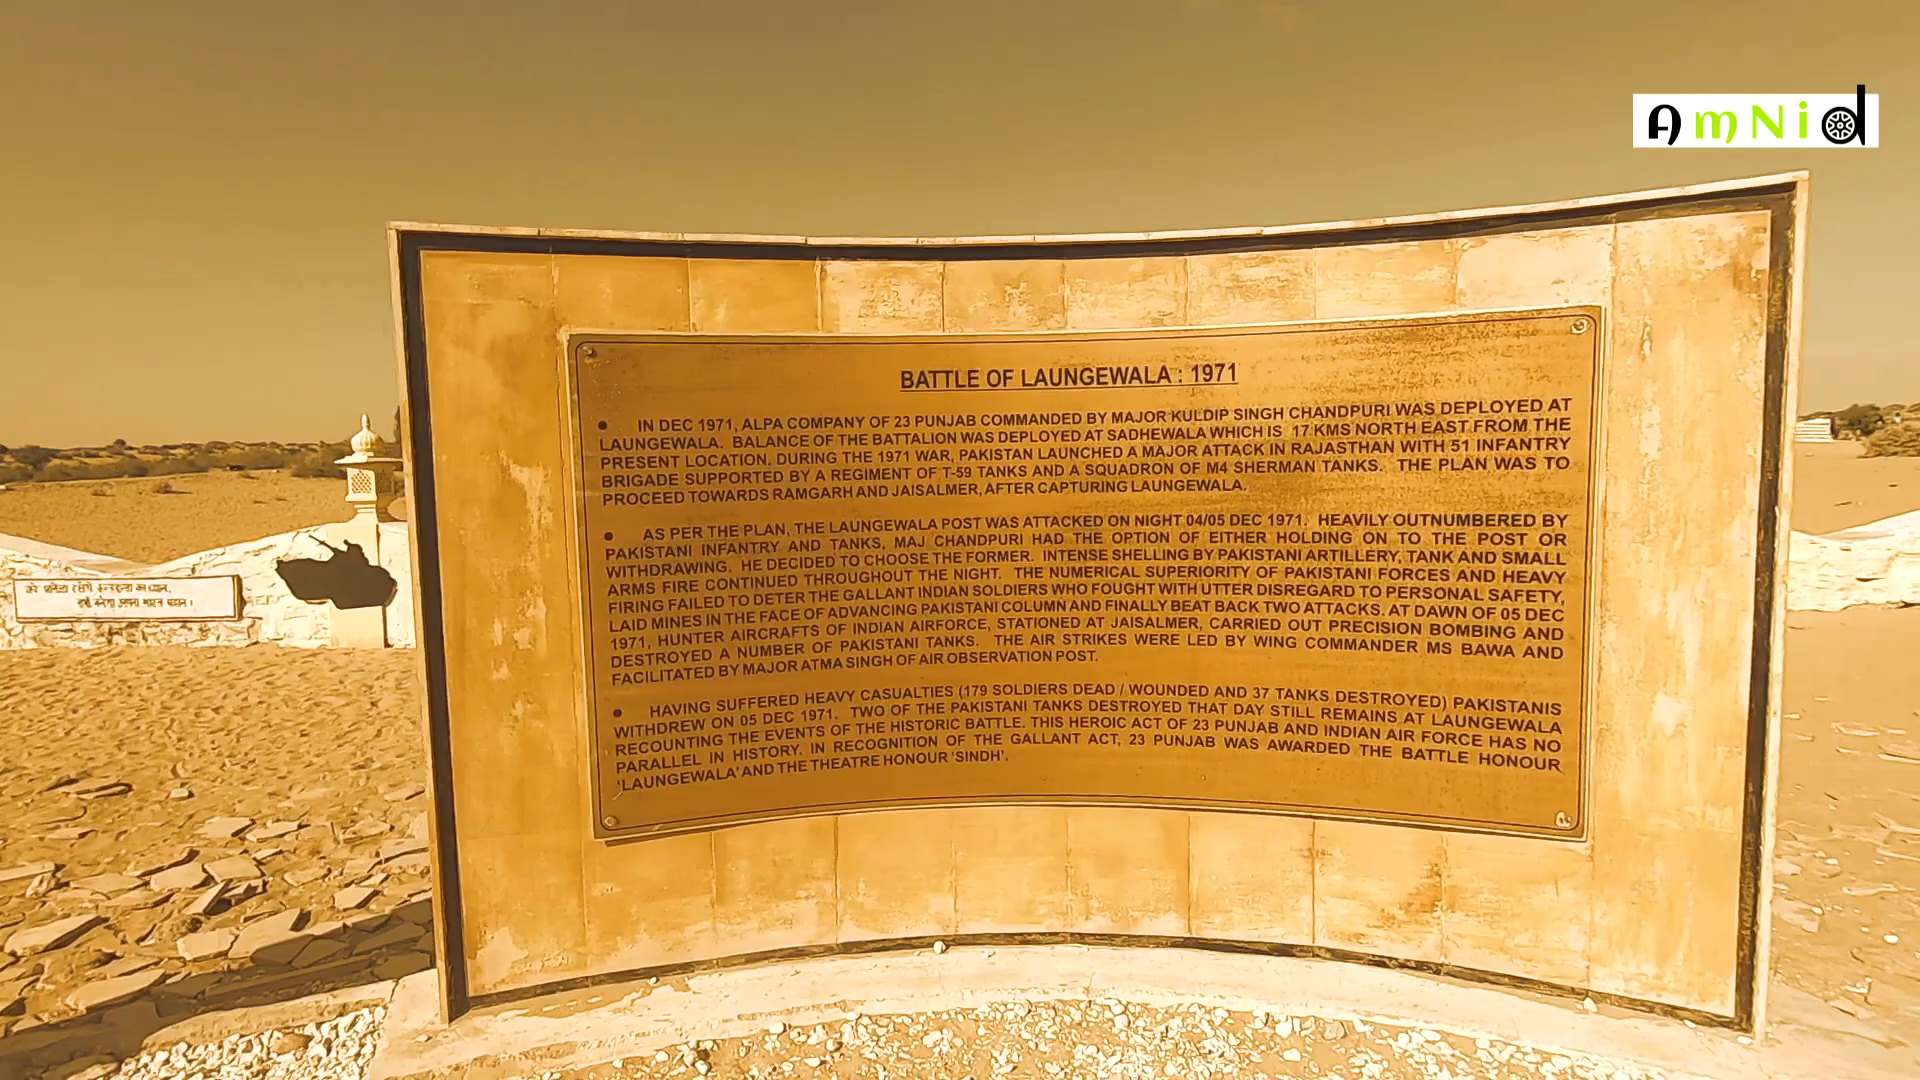 AmNid
BATTLE OF LAUNGEWALA : 1971
● IN DEC 1971, ALPA COMPANY OF 23 PUNJAB COMMANDED BY MAJOR KULDIP SINGH CHANDPURI WAS DEPLOYED AT
LAUNGEWALA. BALANCE OF THE BATTALION WAS DEPLOYED AT SADHEWALA WHICH IS 17 KMS NORTH EAST FROM THE
PRESENT LOCATION. DURING THE 1971 WAR, PAKISTAN LAUNCHED A MAJOR ATTACK IN RAJASTHAN WITH 51 INFANTRY
BRIGADE SUPPORTED BY A REGIMENT OF T-59 TANKS AND A SQUADRON OF M4 SHERMAN TANKS. THE PLAN WAS TO
PROCEED TOWARDS RAMGARH AND JAISALMER, AFTER CAPTURING LAUNGEWALA.
● AS PER THE PLAN, THE LAUNGEWALA POST WAS ATTACKED ON NIGHT 04/05 DEC 1971. HEAVILY OUTNUMBERED BY
PAKISTANI INFANTRY AND TANKS, MAJ CHANDPURI HAD THE OPTION OF EITHER HOLDING ON TO THE POST OR
WITHDRAWING. HE DECIDED TO CHOOSE THE FORMER. INTENSE SHELLING BY PAKISTANI ARTILLERY, TANK AND SMALL
ARMS FIRE CONTINUED THROUGHOUT THE NIGHT. THE NUMERICAL SUPERIORITY OF PAKISTANI FORCES AND HEAVY
FIRING FAILED TO DETER THE GALLANT INDIAN SOLDIERS WHO FOUGHT WITH UTTER DISREGARD TO PERSONAL SAFETY,
LAID MINES IN THE FACE OF ADVANCING PAKISTANI COLUMN AND FINALLY BEAT BACK TWO ATTACKS. AT DAWN OF 05 DEC
1971, HUNTER AIRCRAFTS OF INDIAN AIRFORCE, STATIONED AT JAISALMER, CARRIED OUT PRECISION BOMBING AND
DESTROYED A NUMBER OF PAKISTANI TANKS. THE AIR STRIKES WERE LED BY WING COMMANDER MS BAWA AND
FACILITATED BY MAJOR ATMA SINGH OF AIR OBSERVATION POST.
● HAVING SUFFERED HEAVY CASUALTIES (179 SOLDIERS DEAD / WOUNDED AND 37 TANKS DESTROYED) PAKISTANIS
WITHDREW ON 05 DEC 1971. TWO OF THE PAKISTANI TANKS DESTROYED THAT DAY STILL REMAINS AT LAUNGEWALA
RECOUNTING THE EVENTS OF THE HISTORIC BATTLE. THIS HEROIC ACT OF 23 PUNJAB AND INDIAN AIR FORCE HAS NO
PARALLEL IN HISTORY. IN RECOGNITION OF THE GALLANT ACT, 23 PUNJAB WAS AWARDED THE BATTLE HONOUR
'LAUNGEWALA' AND THE THEATRE HONOUR 'SINDH'.